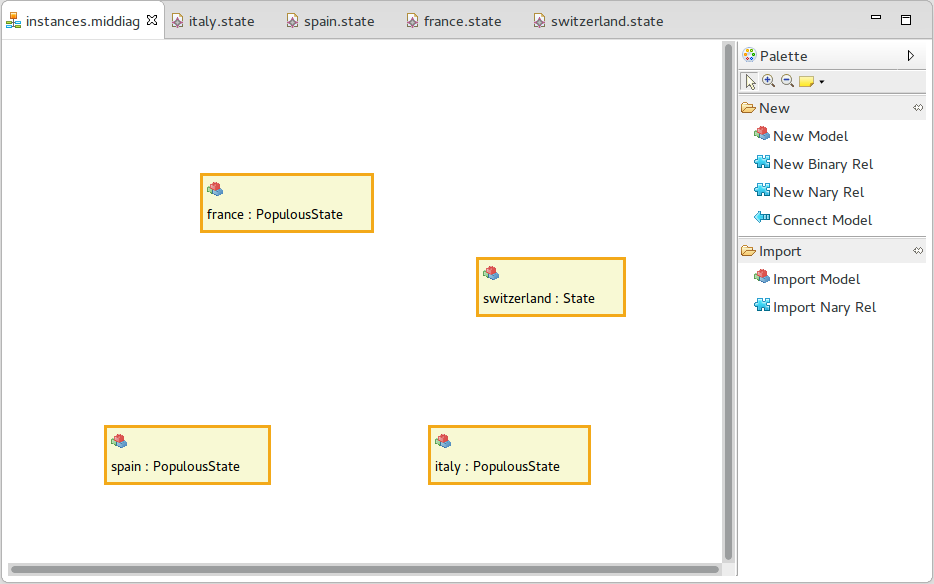 instances.middiag italy.state spain.state france.state switzerland.state
Palette
New
New Model
New Binary Rel
New Nary Rel
Connect Model
Import
Import Model
Import Nary Rel
france : PopulousState
switzerland : State
spain : PopulousState
italy : PopulousState